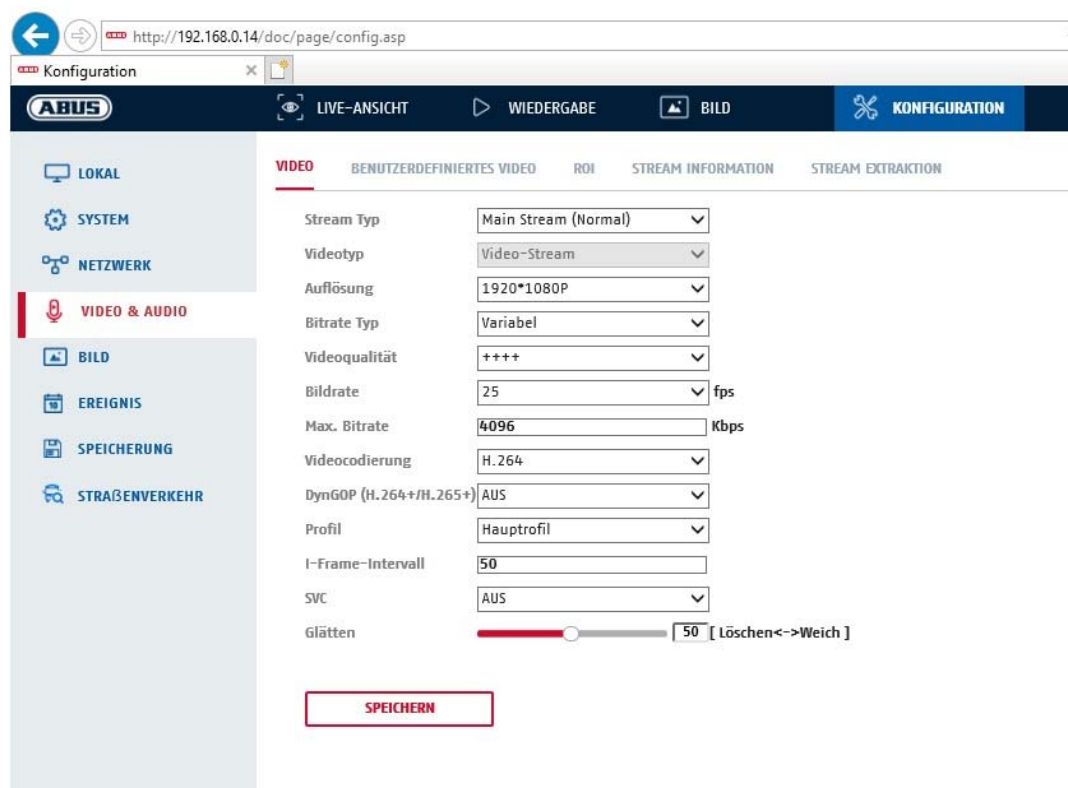 http://192.168.0.14/doc/page/config.asp
Konfiguration
ABUS LIVE-ANSICHT WIEDERGABE BILD KONFIGURATION
LOKAL
SYSTEM
NETZWERK
VIDEO & AUDIO
BILD
EREIGNIS
SPEICHERUNG
STRAßENVERKEHR
VIDEO BENUTZERDEFINIERTES VIDEO ROI STREAM INFORMATION STREAM EXTRAKTION
Stream Typ Main Stream (Normal)
Videotyp Video-Stream
Auflösung 1920*1080P
Bitrate Typ Variabel
Videoqualität ++++
Bildrate 25 fps
Max. Bitrate 4096 Kbps
Videocodierung H.264
DynGOP (H.264+/H.265+) AUS
Profil Hauptrofil
I-Frame-Intervall 50
SVC AUS
Glätten 50 [ Löschen<->Weich ]
SPEICHERN